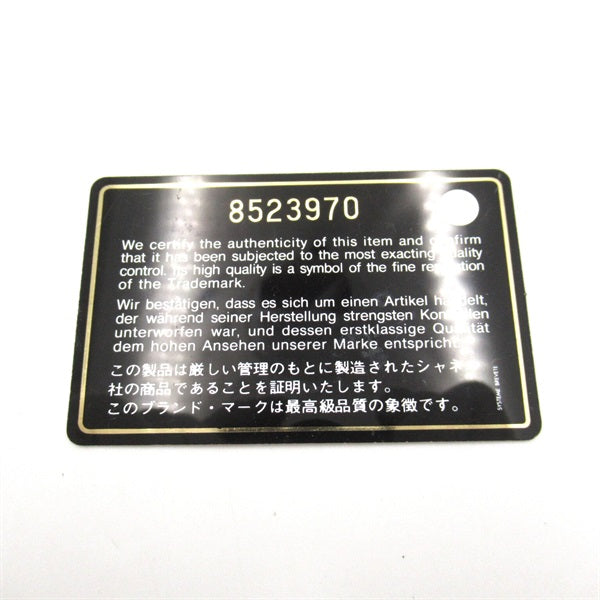 8523970
We certify the authenticity of this item and confirm
that it has been subjected to the most exacting quality
control. Its high quality is a symbol of the fine reputation
of the Trademark.
Wir bestätigen, dass es sich um einen Artikel handelt,
der während seiner Herstellung strengsten Kontrollen
unterworfen war, und dessen erstklassige Qualität
dem hohen Ansehen unserer Marke entspricht.
この製品は厳しい管理のもとに製造されたシャネル
社の商品であることを証明いたします。
このブランド・マークは最高級品質の象徴です。
SYSTEME BREVETE